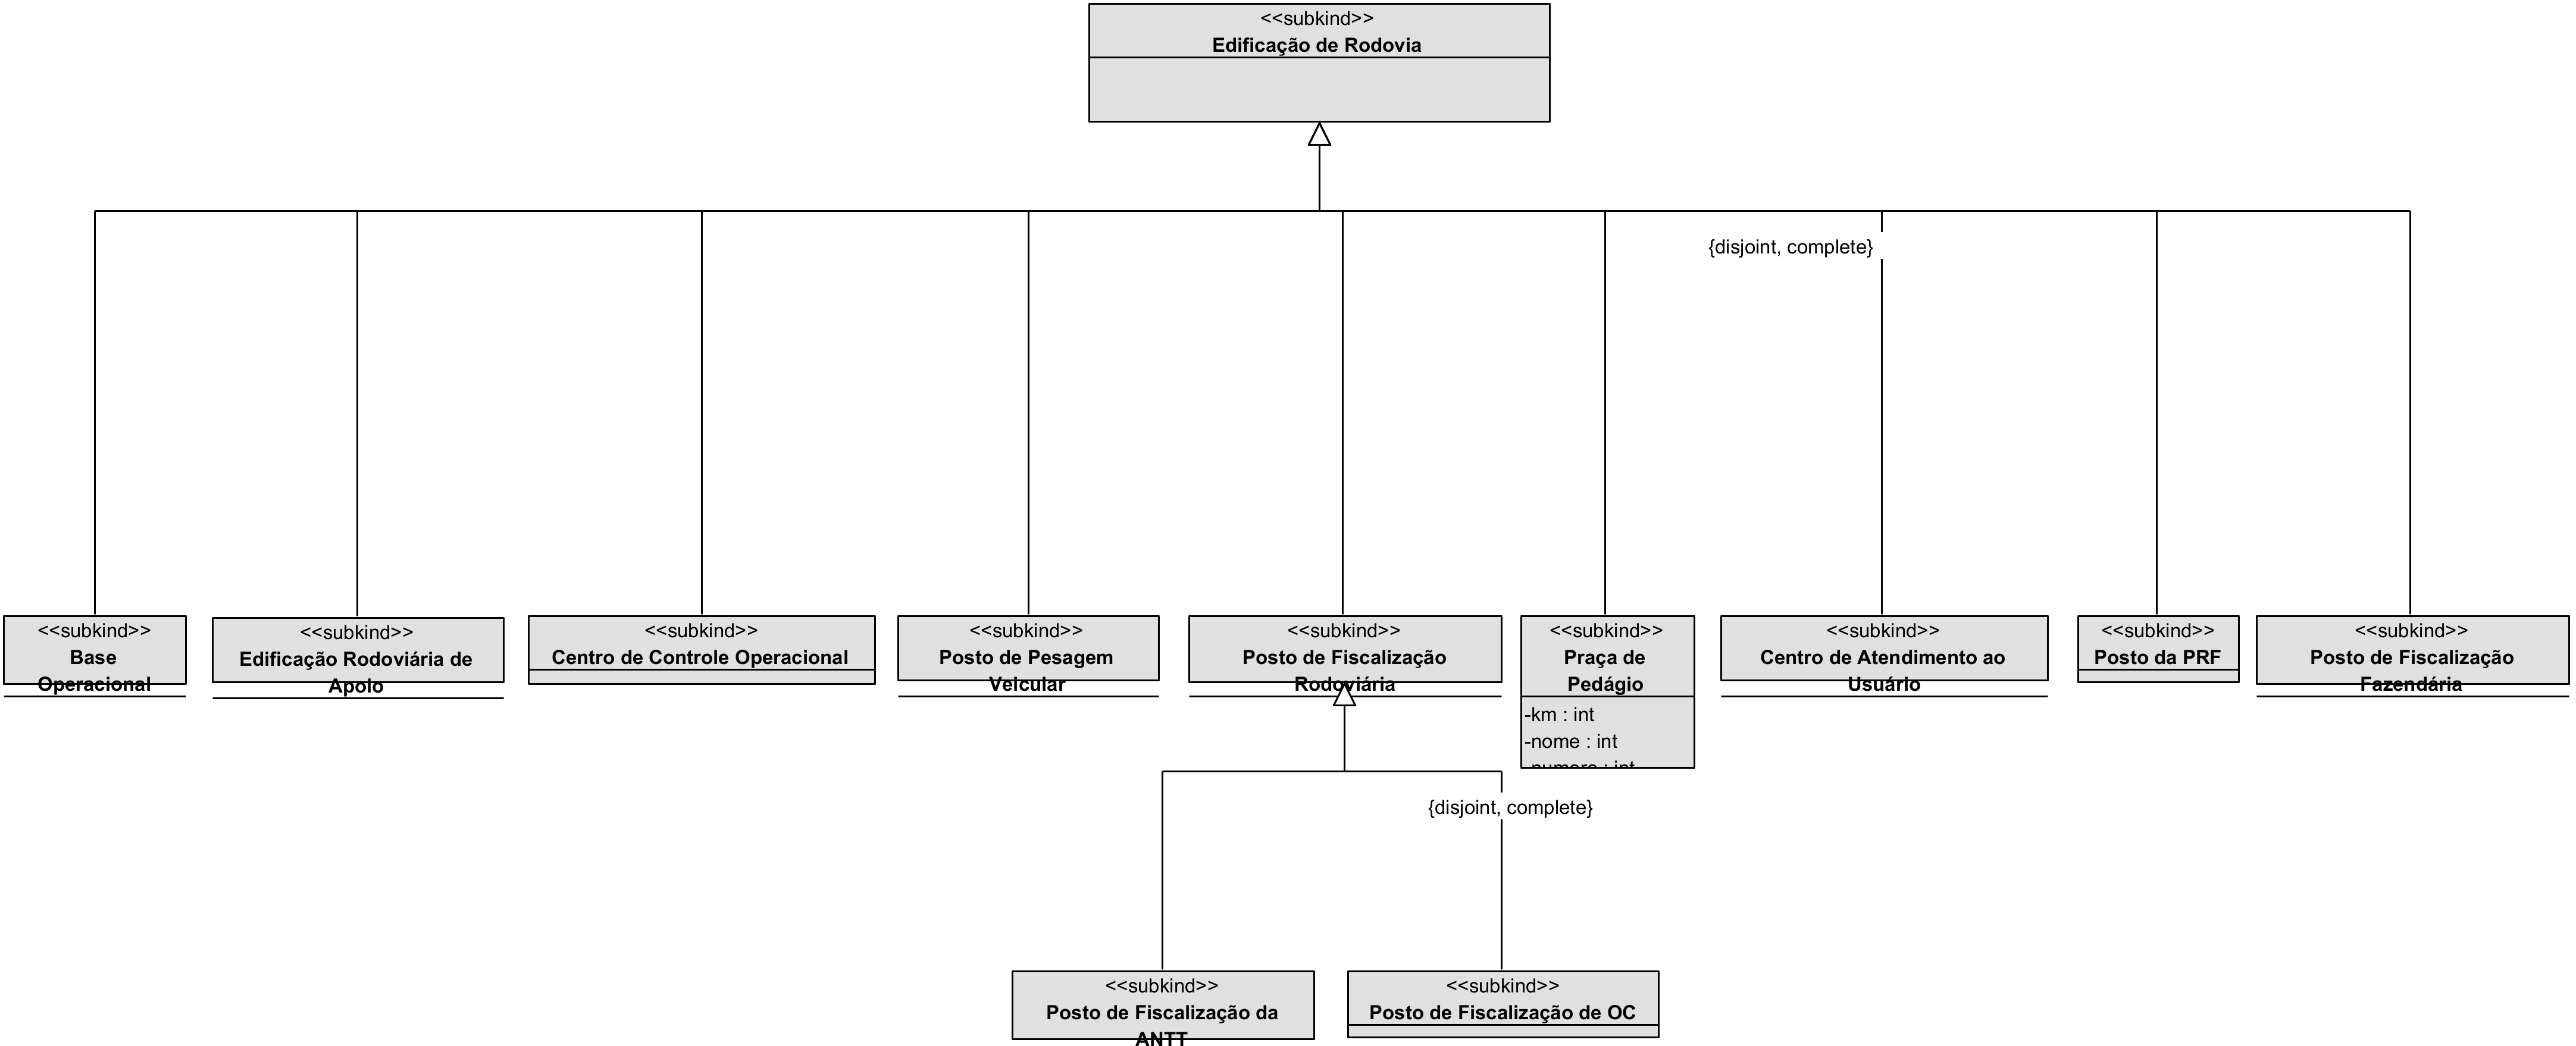 <<subkind>>
Edificação de Rodovia
{disjoint, complete}
<<subkind>>
Base
Operacional
<<subkind>>
Edificação Rodoviária de
Apoio
<<subkind>>
Centro de Controle Operacional
<<subkind>>
Posto de Pesagem
Veicular
<<subkind>>
Posto de Fiscalização
Rodoviária
<<subkind>>
Praça de
Pedágio
-km : int
-nome : int
-numero : int
<<subkind>>
Centro de Atendimento ao
Usuário
<<subkind>>
Posto da PRF
<<subkind>>
Posto de Fiscalização
Fazendária
{disjoint, complete}
<<subkind>>
Posto de Fiscalização da
ANTT
<<subkind>>
Posto de Fiscalização de OC